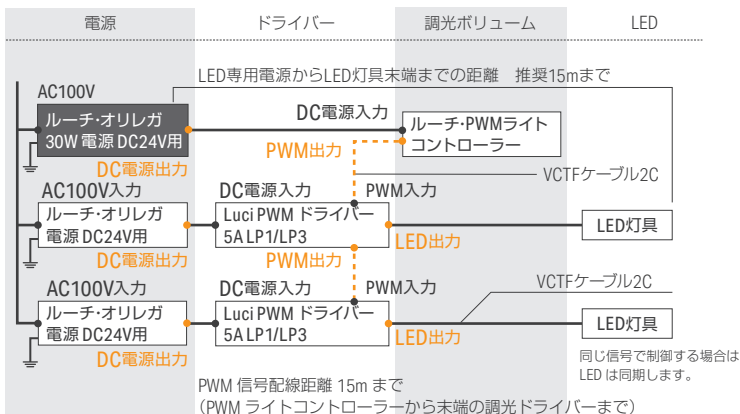 電源 ドライバー 調光ボリューム LED
LED専用電源からLED灯具末端までの距離 推奨15mまで
AC100V
ルーチ・オリレガ
30W 電源 DC24V用
DC電源入力
ルーチ・PWMライト
コントローラー
DC電源出力
PWM出力
VCTFケーブル2C
AC100V入力
DC電源入力
PWM入力
ルーチ・オリレガ
電源 DC24V用
Luci PWM ドライバー
5A LP1/LP3
LED灯具
DC電源出力
PWM出力
LED出力
AC100V入力
DC電源入力
PWM入力
VCTFケーブル2C
ルーチ・オリレガ
電源 DC24V用
Luci PWM ドライバー
5A LP1/LP3
LED灯具
DC電源出力
LED出力
同じ信号で制御する場合は
LED は同期します。
PWM 信号配線距離 15m まで
（PWM ライトコントローラーから末端の調光ドライバーまで）